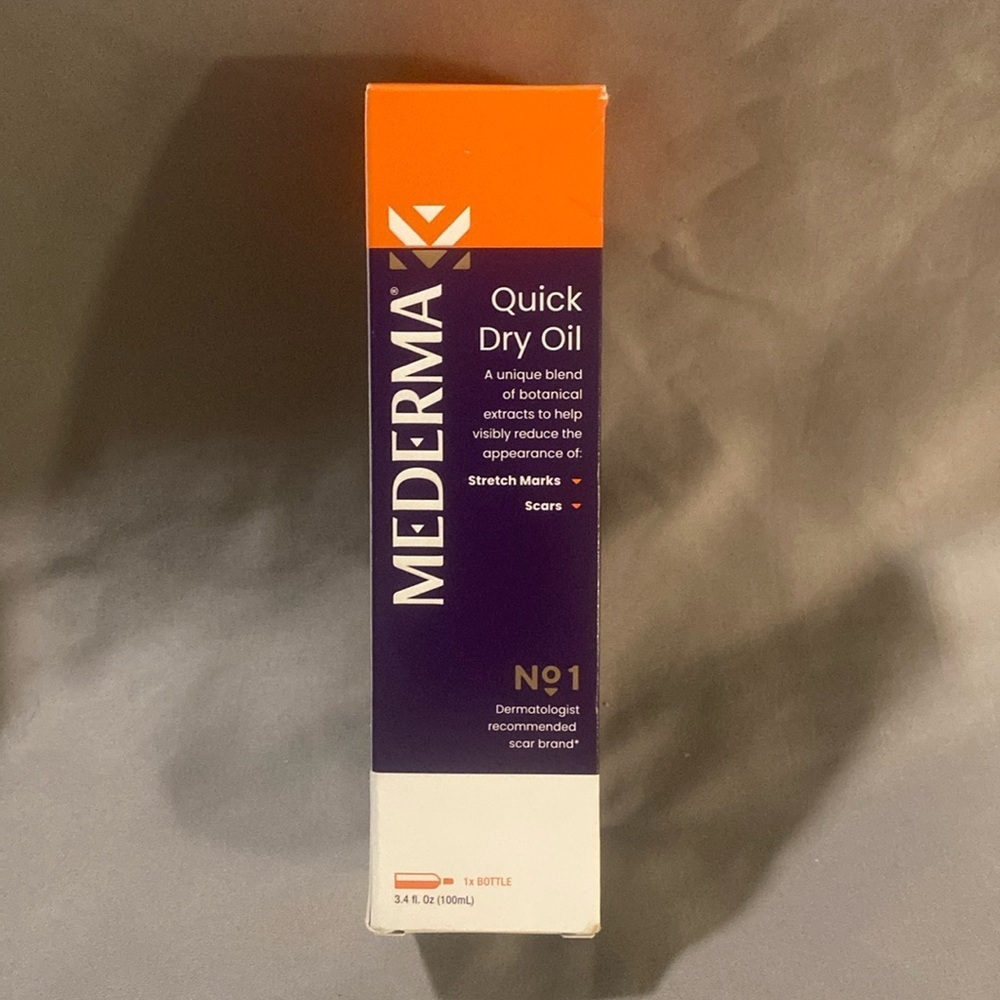 MEDERMA®
Quick
Dry Oil
A unique blend
of botanical
extracts to help
visibly reduce the
appearance of:
Stretch Marks
Scars
Nº1
Dermatologist
recommended
scar brand*
1x BOTTLE
3.4 fl. Oz (100mL)